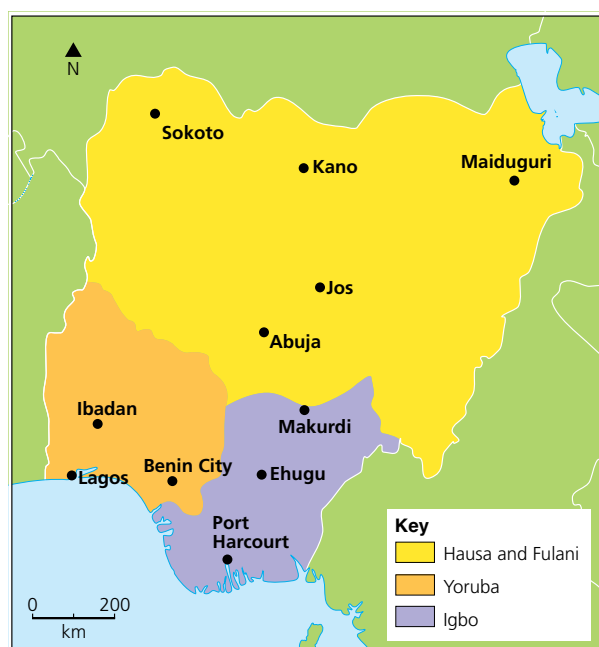 N
Sokoto
Kano
Maiduguri
Jos
Abuja
Ibadan
Makurdi
Benin City
Ehugu
Lagos
Port
Harcourt
Key
Hausa and Fulani
Yoruba
Igbo
0 200
km